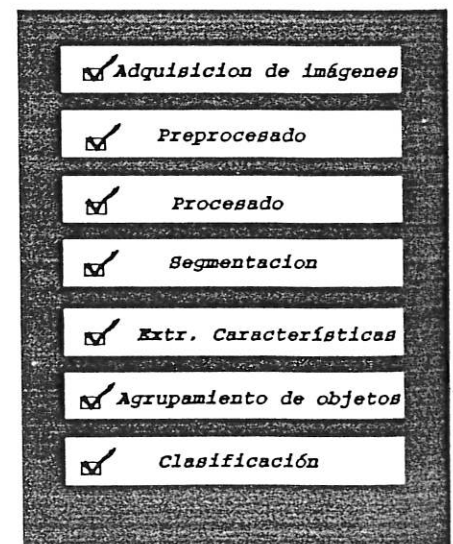 Adquisicion de imágenes
Preprocesado
Procesado
Segmentacion
Extr. Características
Agrupamiento de objetos
Clasificación